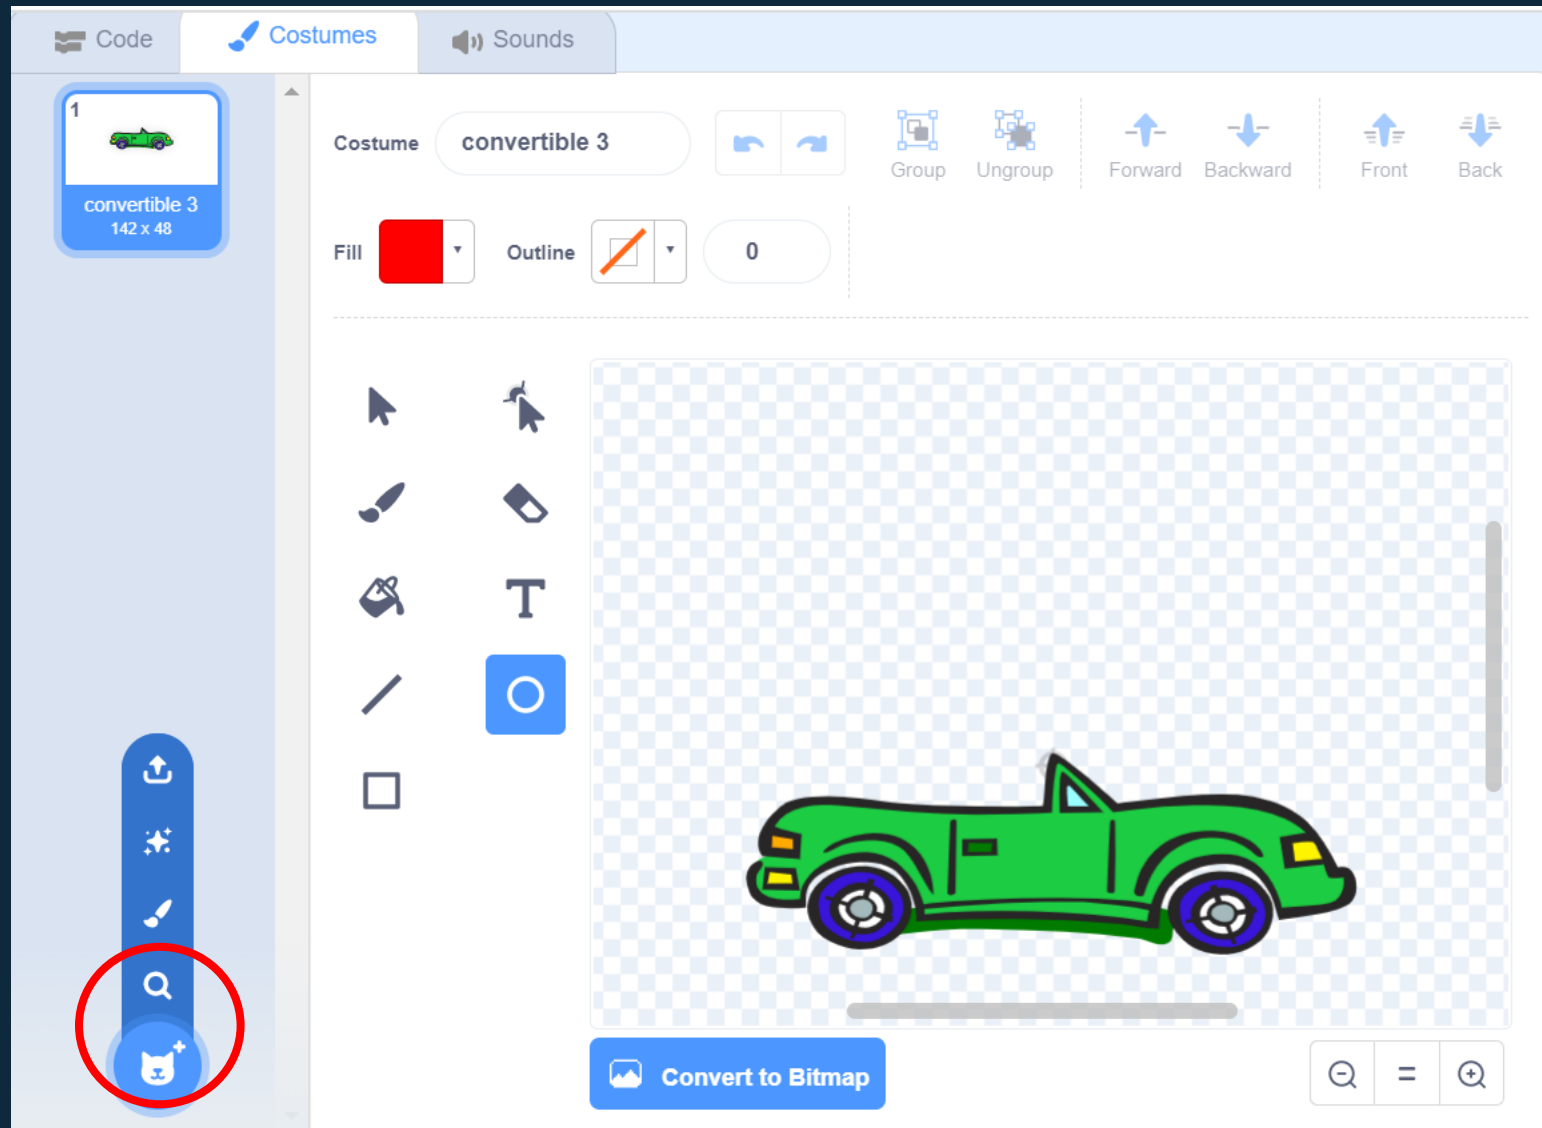 Code
Costumes
Sounds
1
convertible 3
142 x 48
Costume
convertible 3
Group
Ungroup
Forward
Backward
Front
Back
Fill
Outline
0
T
Convert to Bitmap